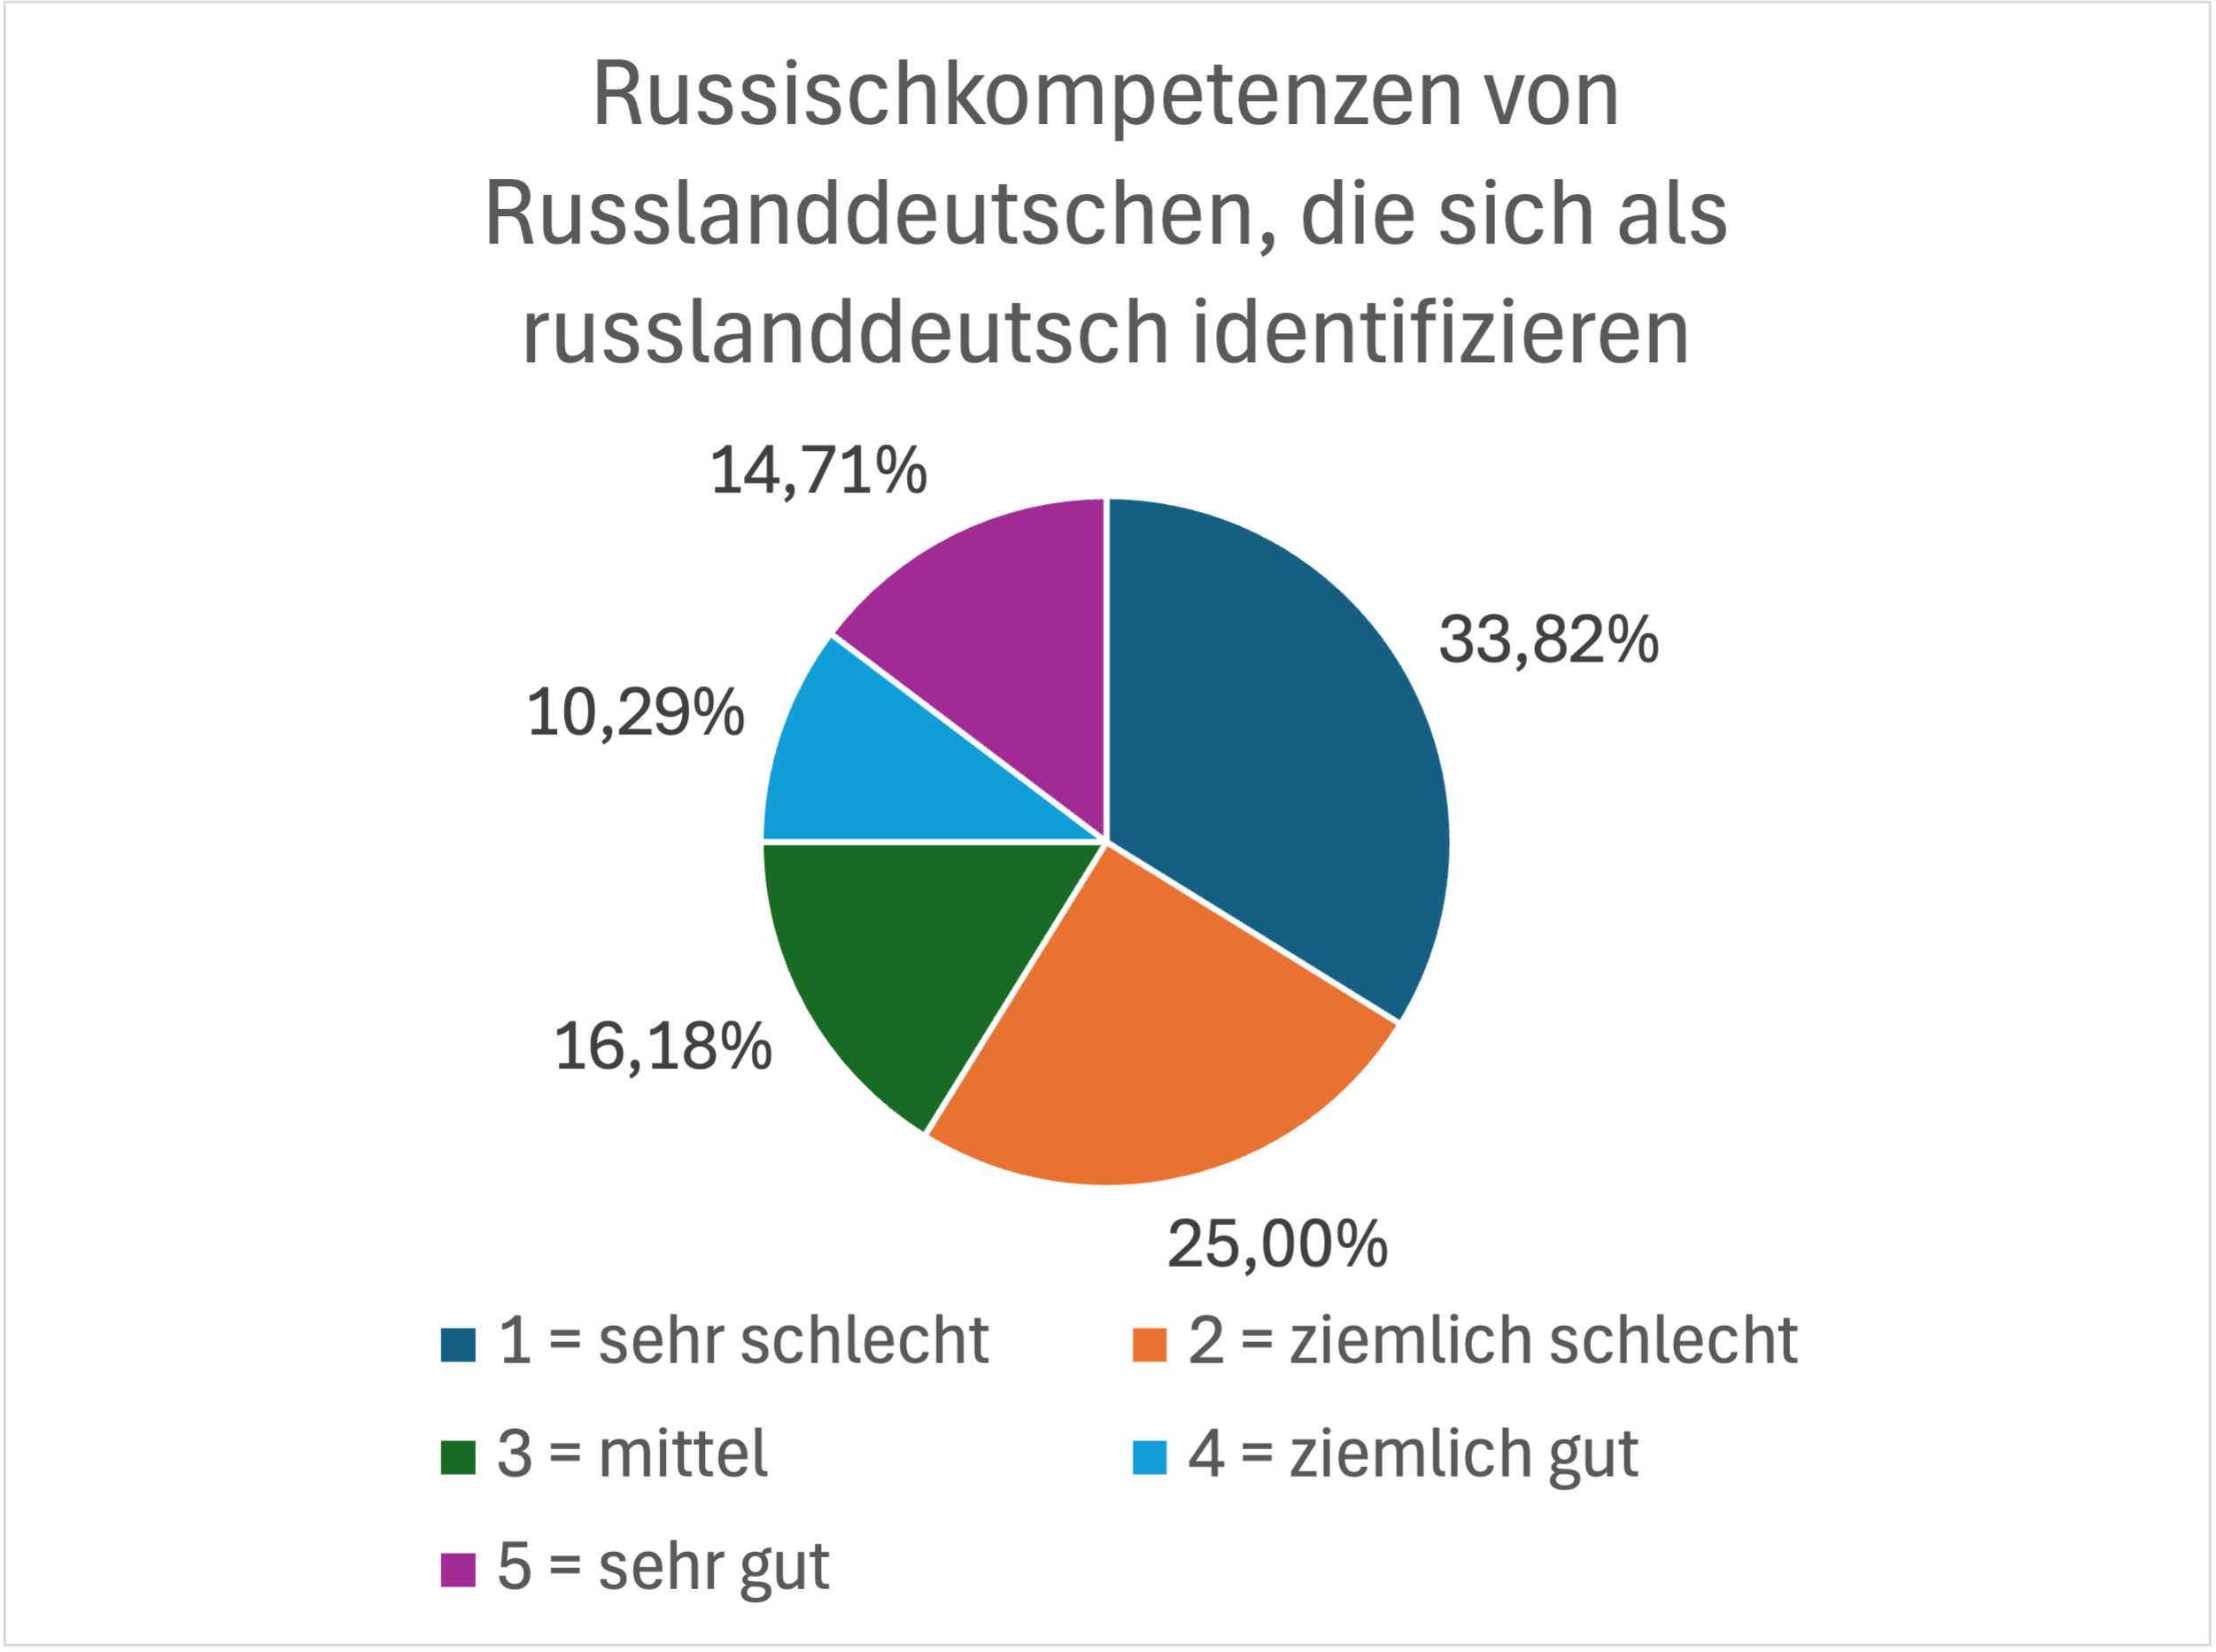 Russischkompetenzen von
Russlanddeutschen, die sich als
russlanddeutsch identifizieren
14,71%
33,82%
10,29%
16,18%
25,00%
1 = sehr schlecht
2 = ziemlich schlecht
3 = mittel
4 = ziemlich gut
5 = sehr gut